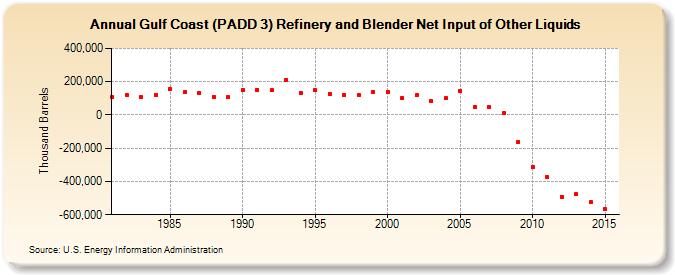 Annual Gulf Coast (PADD 3) Refinery and Blender Net Input of Other Liquids
Thousand Barrels
400,000
200,000
0
-200,000
-400,000
-600,000
1985 1990 1995 2000 2005 2010 2015
Source: U.S. Energy Information Administration